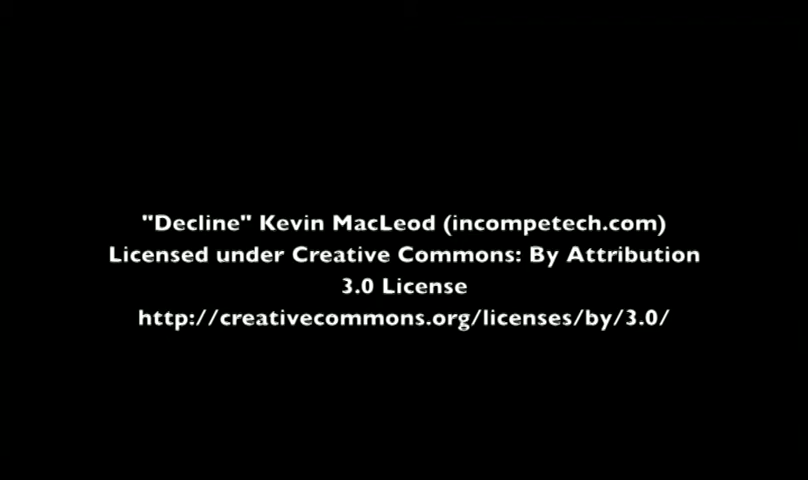 "Decline" Kevin MacLeod (incompetech.com)
Licensed under Creative Commons: By Attribution
3.0 License
http://creativecommons.org/licenses/by/3.0/